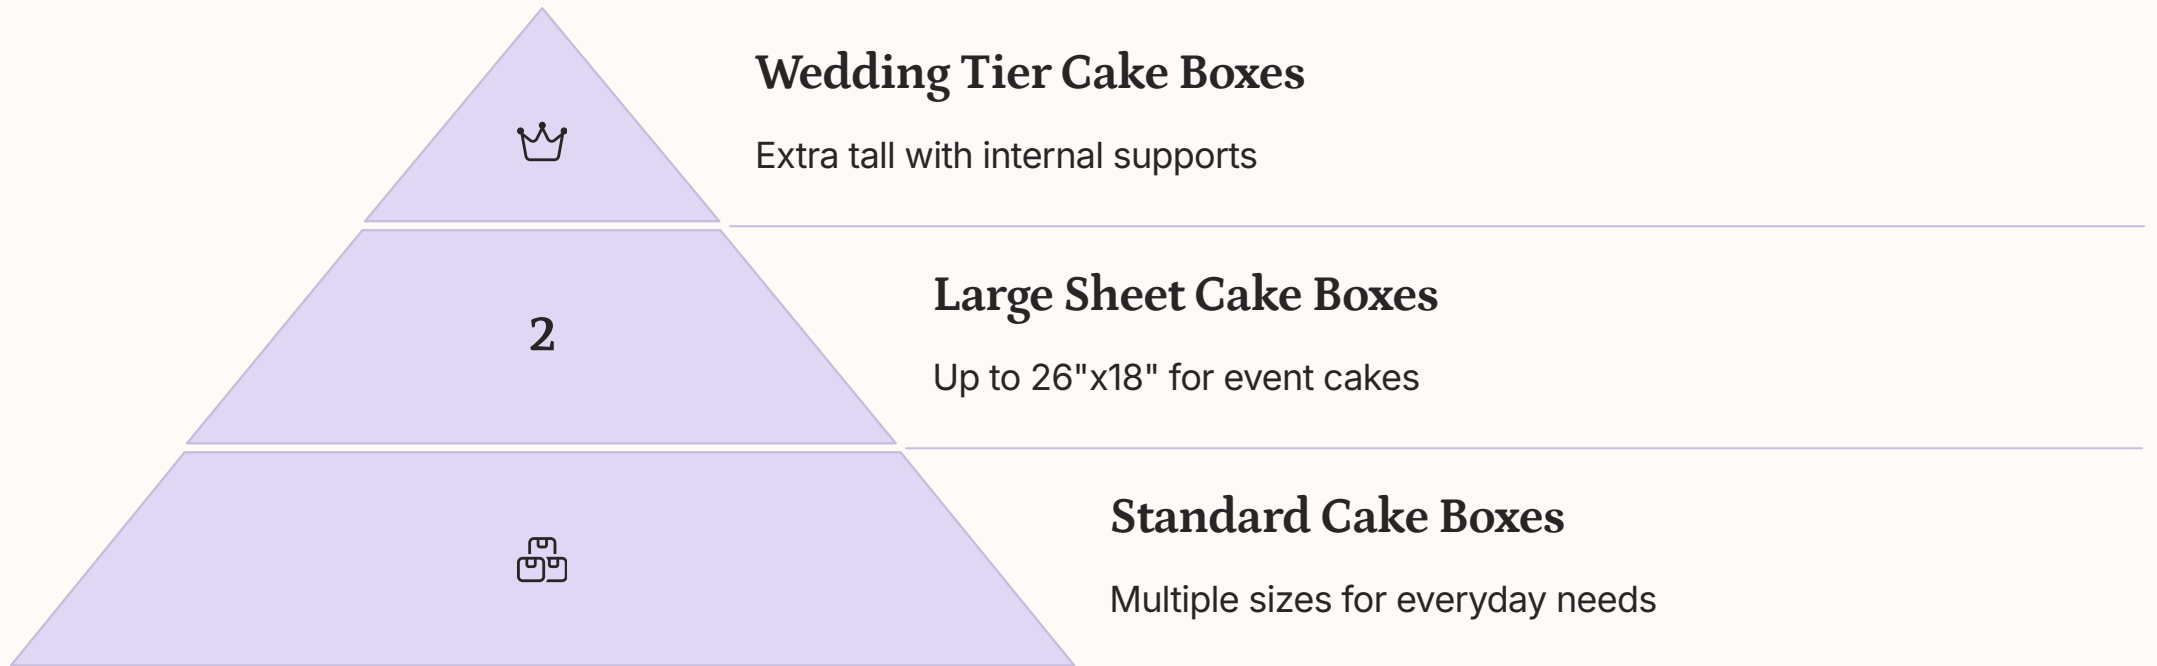 Wedding Tier Cake Boxes
Extra tall with internal supports
2
Large Sheet Cake Boxes
Up to 26"x18" for event cakes
Standard Cake Boxes
Multiple sizes for everyday needs